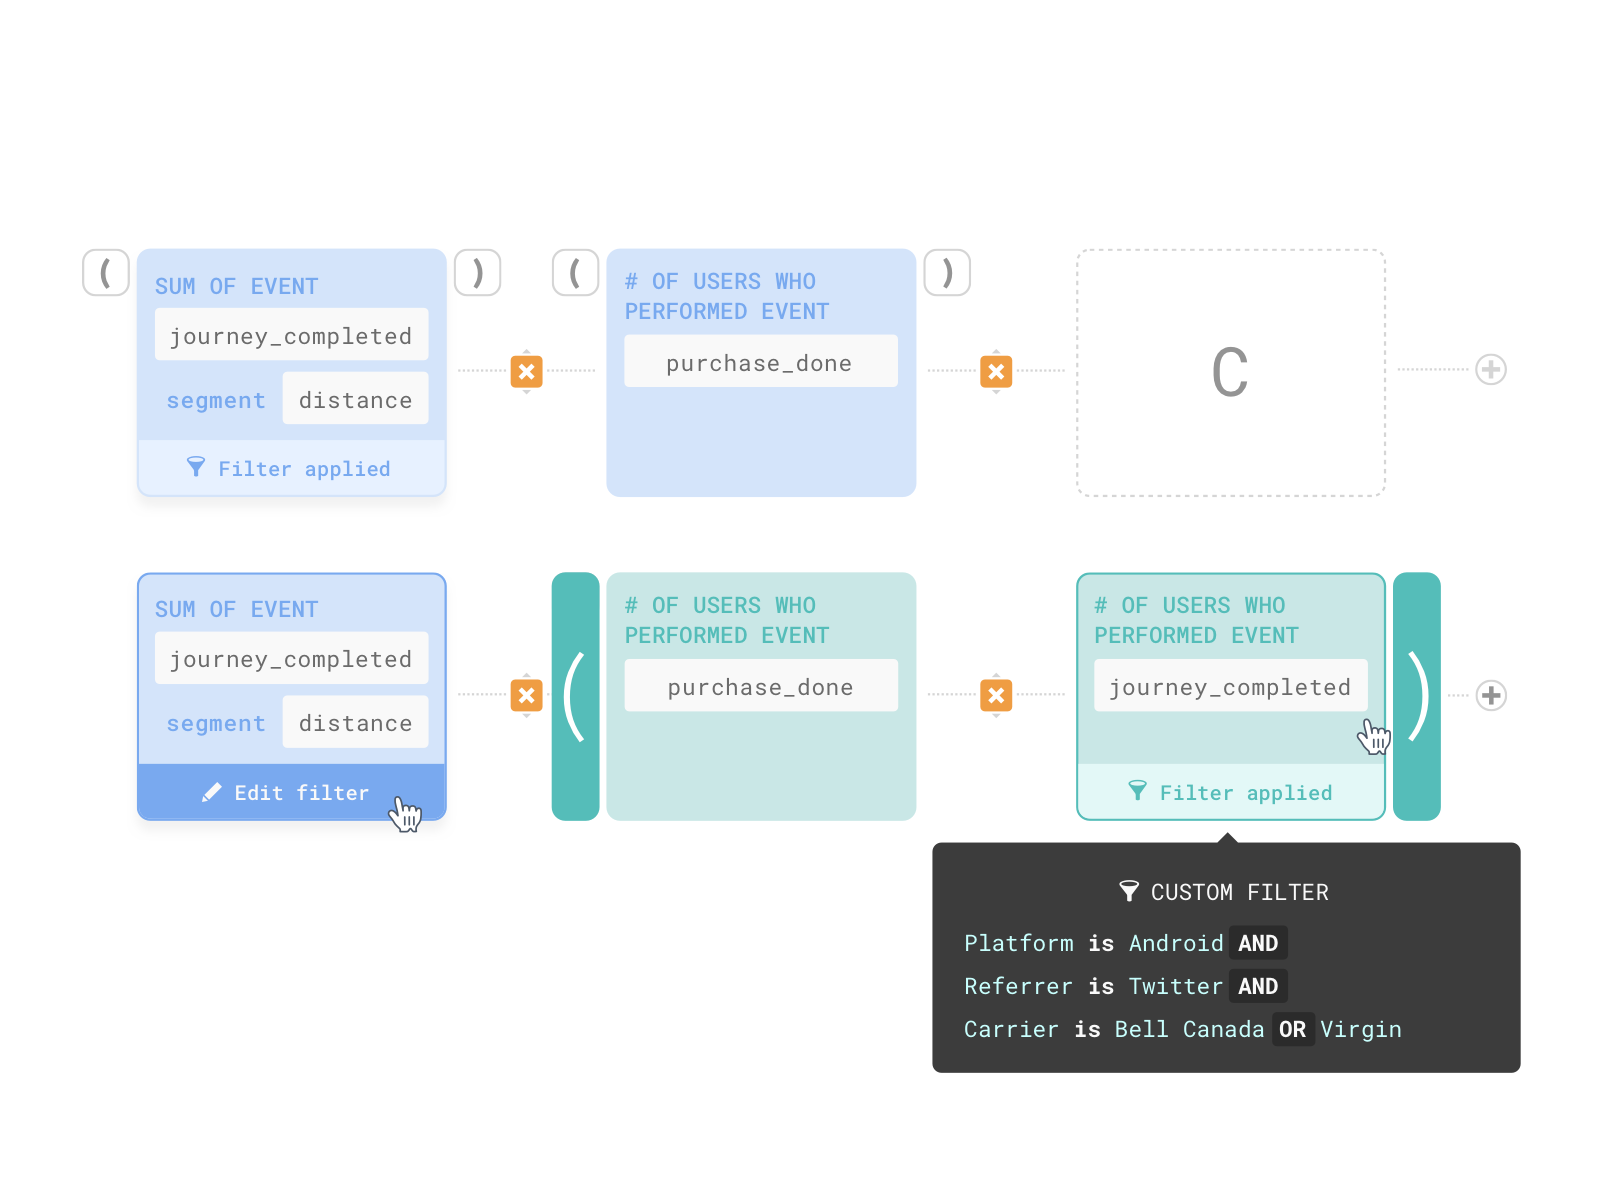 ( SUM OF EVENT ) ( # OF USERS WHO )
PERFORMED EVENT
journey_completed
purchase_done
C
segment distance
Filter applied
SUM OF EVENT
journey_completed
segment distance
Edit filter
(
# OF USERS WHO
PERFORMED EVENT
purchase_done
# OF USERS WHO
PERFORMED EVENT
journey_completed
Filter applied
)
CUSTOM FILTER
Platform is Android AND
Referrer is Twitter AND
Carrier is Bell Canada OR Virgin